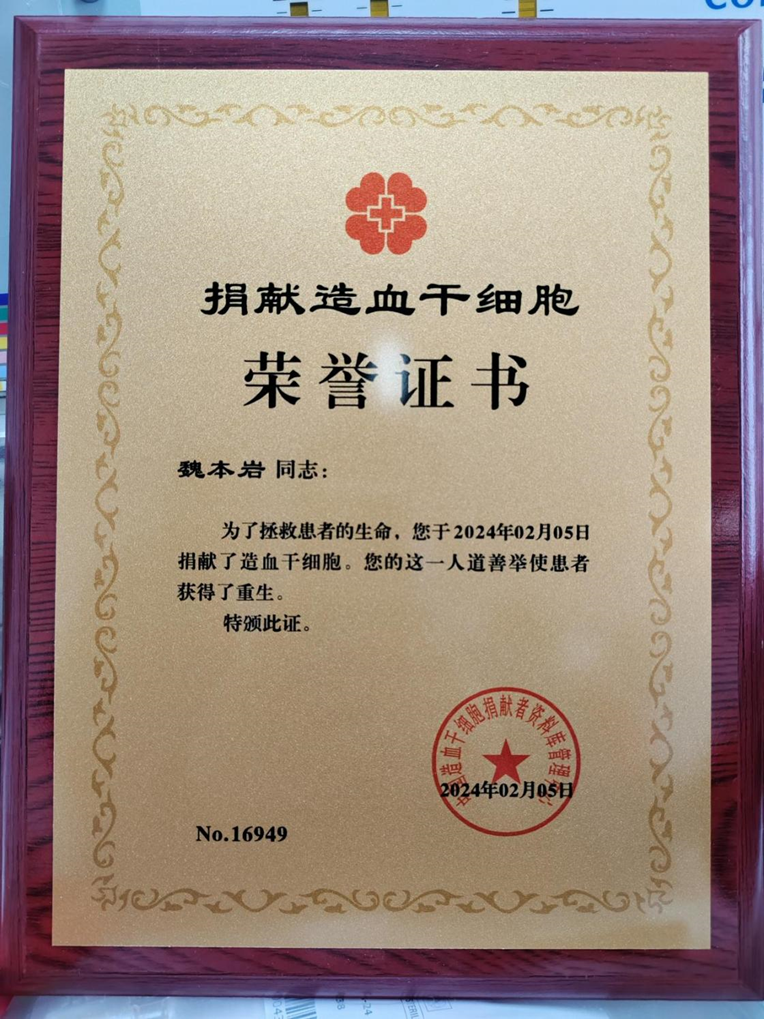 捐献造血干细胞
荣誉证书
魏本岩 同志：
为了拯救患者的生命，您于2024年02月05日
捐献了造血干细胞。您的这一人道善举使患者
获得了重生。
特颁此证。
中国造血干细胞捐献者资料库管理中心
2024年02月05日
No.16949